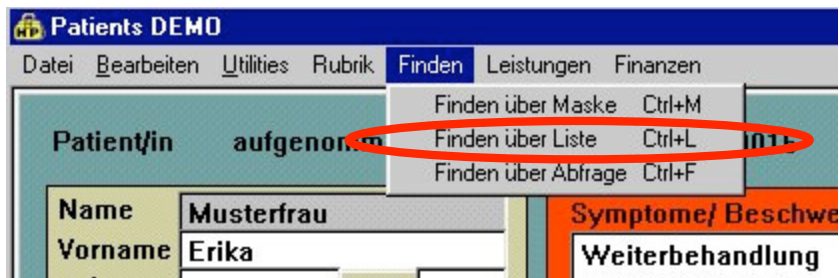 Patients DEMO
Datei Bearbeiten Utilities Rubrik Finden Leistungen Finanzen
Finden über Maske Ctrl+M
Patient/in Finden über Liste Ctrl+L
Finden über Abfrage Ctrl+F
Name Musterfrau Symptome/
Vorname Erika Weiterbehandlung